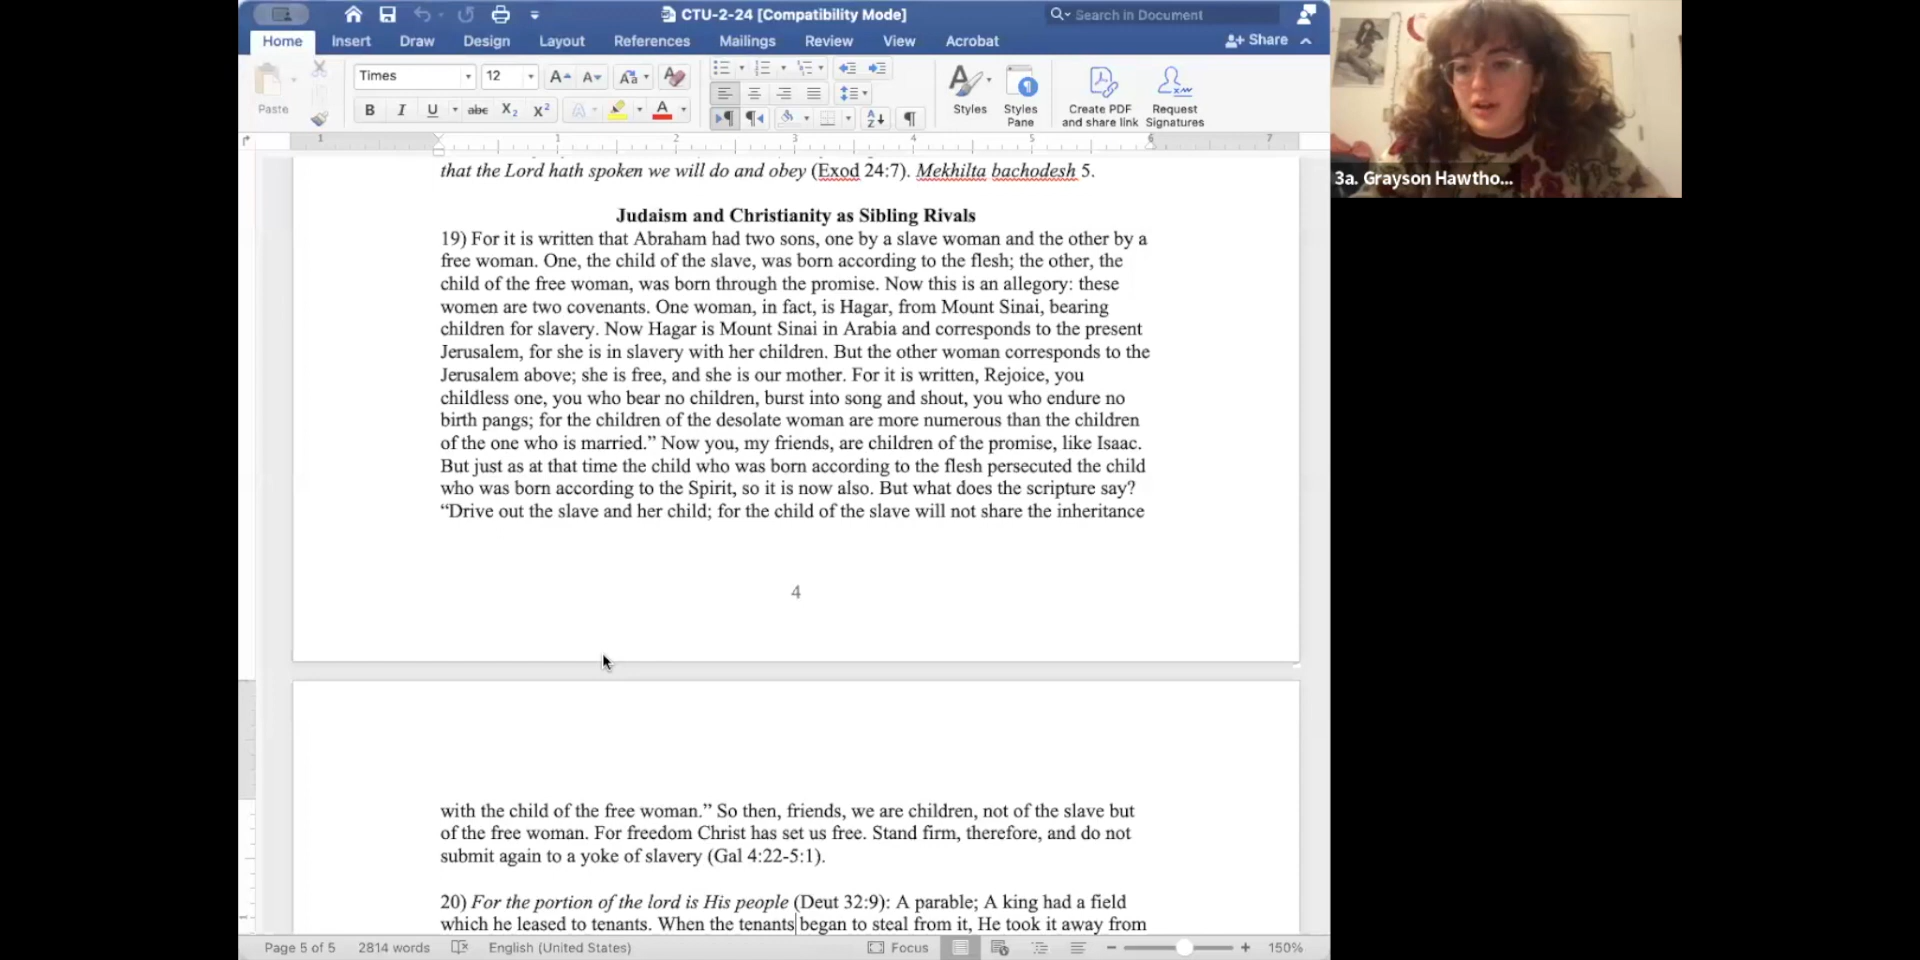 CTU-2-24 [Compatibility Mode]
Search in Document
Home Insert Draw Design Layout References Mailings Review View Acrobat
Share
Paste
Times 12
Styles
Styles Pane
Create PDF and share link
Request Signatures
1 1 2 3 4 5 6 7
that the Lord hath spoken we will do and obey (Exod 24:7). Mekhilta bachodesh 5.
Judaism and Christianity as Sibling Rivals
19) For it is written that Abraham had two sons, one by a slave woman and the other by a
free woman. One, the child of the slave, was born according to the flesh; the other, the
child of the free woman, was born through the promise. Now this is an allegory: these
women are two covenants. One woman, in fact, is Hagar, from Mount Sinai, bearing
children for slavery. Now Hagar is Mount Sinai in Arabia and corresponds to the present
Jerusalem, for she is in slavery with her children. But the other woman corresponds to the
Jerusalem above; she is free, and she is our mother. For it is written, Rejoice, you
childless one, you who bear no children, burst into song and shout, you who endure no
birth pangs; for the children of the desolate woman are more numerous than the children
of the one who is married.” Now you, my friends, are children of the promise, like Isaac.
But just as at that time the child who was born according to the flesh persecuted the child
who was born according to the Spirit, so it is now also. But what does the scripture say?
“Drive out the slave and her child; for the child of the slave will not share the inheritance
4
with the child of the free woman.” So then, friends, we are children, not of the slave but
of the free woman. For freedom Christ has set us free. Stand firm, therefore, and do not
submit again to a yoke of slavery (Gal 4:22-5:1).
20) For the portion of the lord is His people (Deut 32:9): A parable; A king had a field
which he leased to tenants. When the tenants began to steal from it, He took it away from
Page 5 of 5 2814 words English (United States) Focus 150%
3a. Grayson Hawtho...